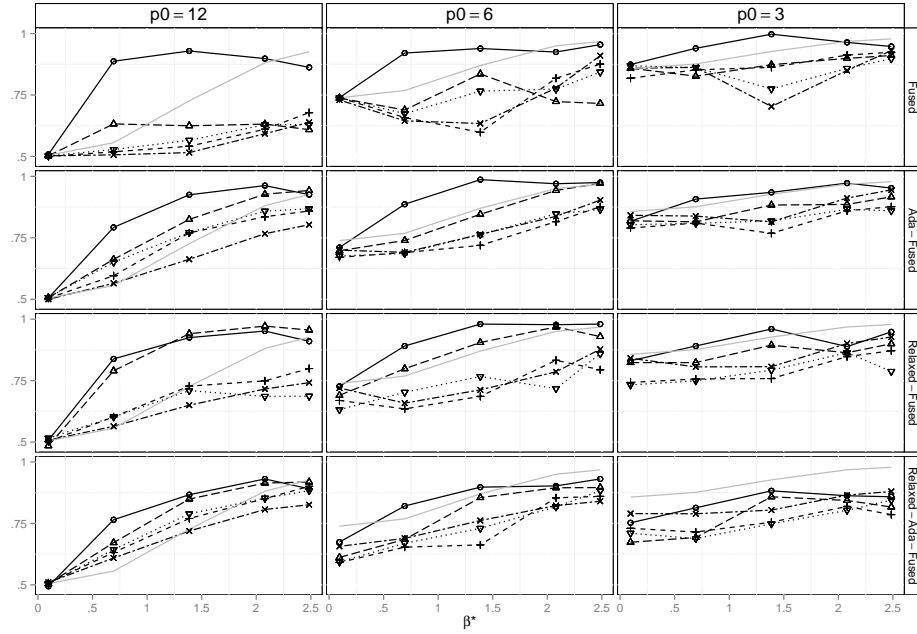 p0 = 12
p0 = 6
p0 = 3
1
.75
.5
Fused
1
.75
.5
Ada − Fused
1
.75
.5
Relaxed − Fused
1
.75
.5
Relaxed − Ada − Fused
0 .5 1 1.5 2 2.5
0 .5 1 1.5 2 2.5
0 .5 1 1.5 2 2.5
β*